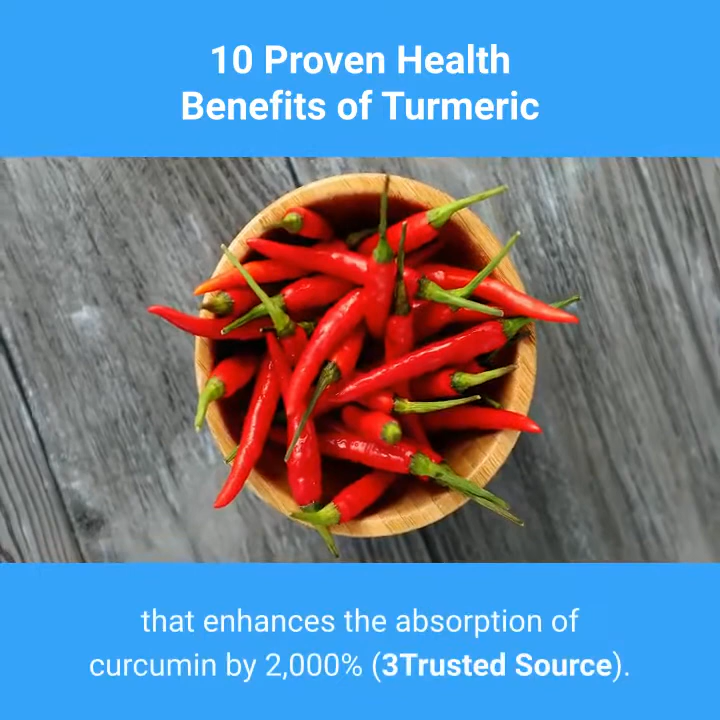 10 Proven Health
Benefits of Turmeric
that enhances the absorption of
curcumin by 2,000% (3Trusted Source).